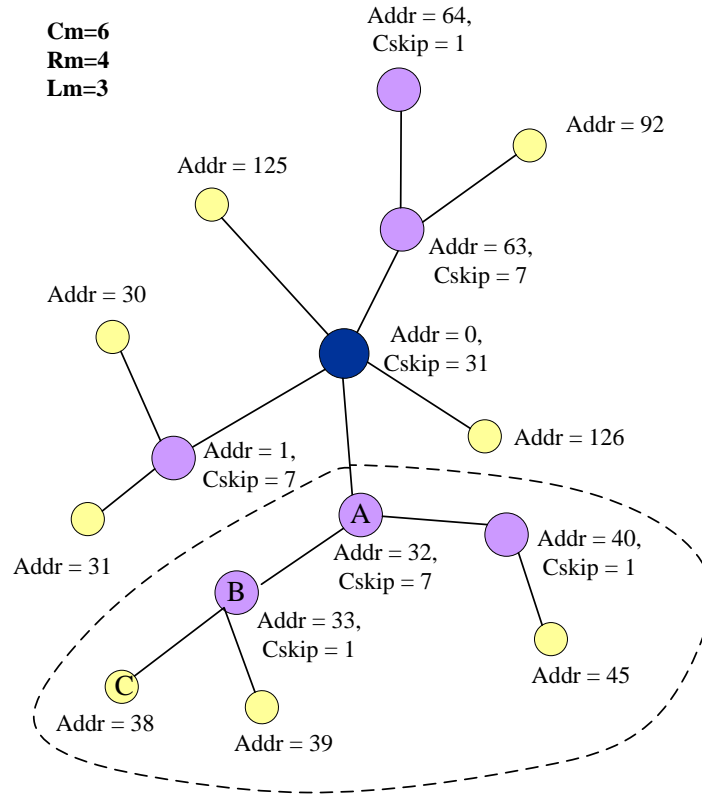 Cm=6
Rm=4
Lm=3
Addr = 64,
Cskip = 1
Addr = 92
Addr = 125
Addr = 63,
Cskip = 7
Addr = 30
Addr = 0,
Cskip = 31
Addr = 126
Addr = 1,
Cskip = 7
A
Addr = 31
Addr = 32,
Cskip = 7
Addr = 40,
Cskip = 1
B
Addr = 33,
Cskip = 1
Addr = 45
C
Addr = 38
Addr = 39